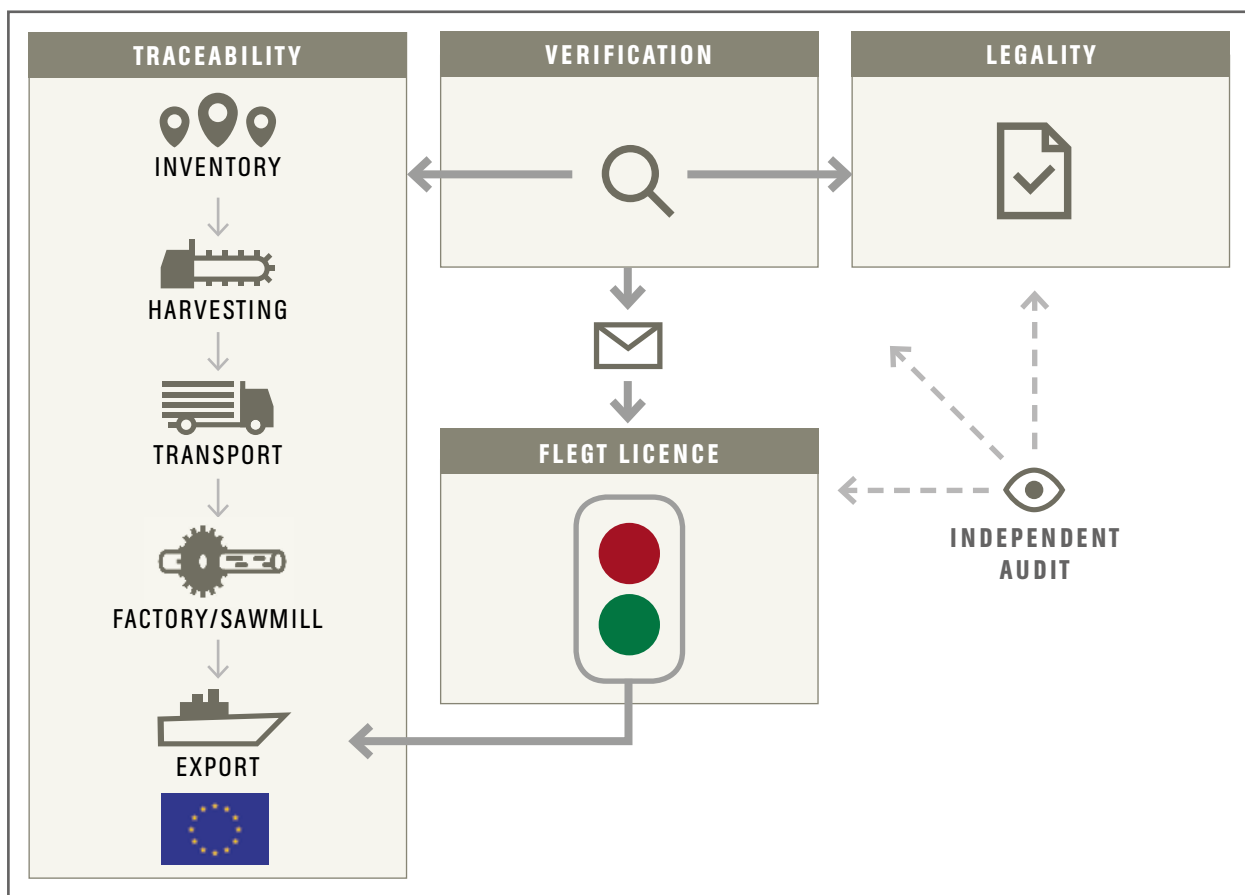 TRACEABILITY
INVENTORY
HARVESTING
TRANSPORT
FACTORY/SAWMILL
EXPORT
VERIFICATION
LEGALITY
FLEGT LICENCE
INDEPENDENT
AUDIT